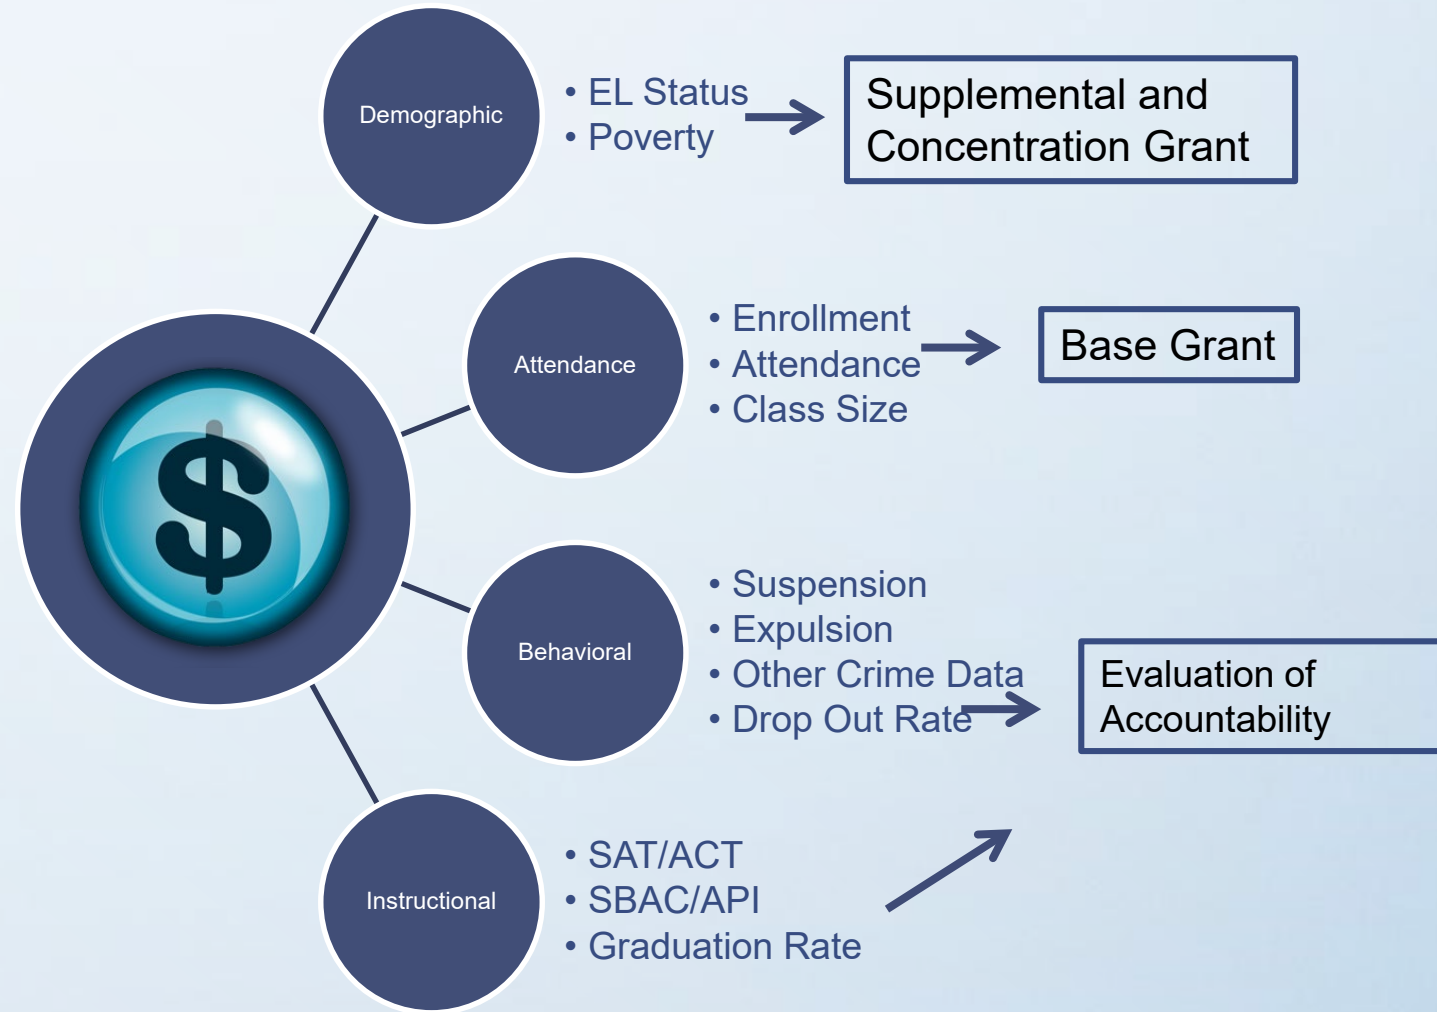 Demographic
• EL Status
• Poverty
Supplemental and
Concentration Grant
Attendance
• Enrollment
• Attendance
• Class Size
Base Grant
$
Behavioral
• Suspension
• Expulsion
• Other Crime Data
• Drop Out Rate
Evaluation of
Accountability
Instructional
• SAT/ACT
• SBAC/API
• Graduation Rate